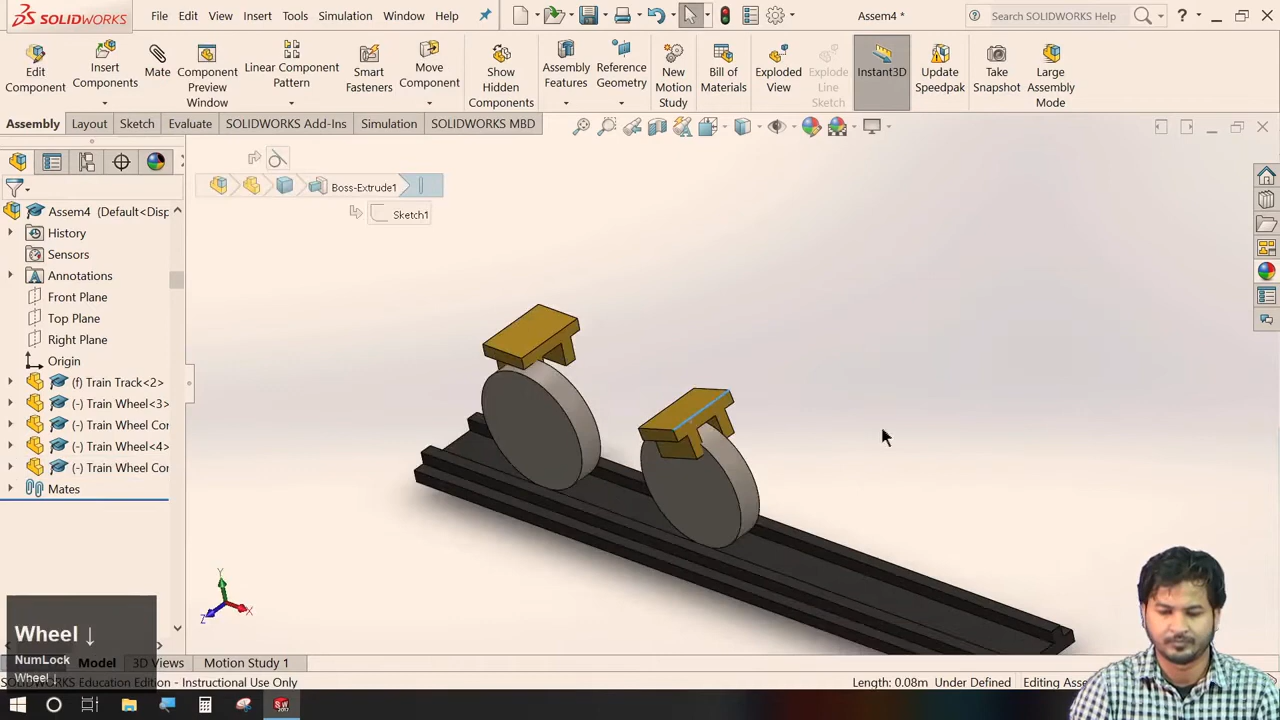 SOLIDWORKS
File Edit View Insert Tools Simulation Window Help
Assem4 *
Search SOLIDWORKS Help
Edit Component
Insert Components
Mate
Component Preview Window
Linear Component Pattern
Smart Fasteners
Move Component
Show Hidden Components
Assembly Features
Reference Geometry
New Motion Study
Bill of Materials
Exploded View
Explode Line Sketch
Instant3D
Update Speedpak
Take Snapshot
Large Assembly Mode
Assembly Layout Sketch Evaluate SOLIDWORKS Add-Ins Simulation SOLIDWORKS MBD
Boss-Extrude1
Sketch1
Assem4 (Default<Disp
History
Sensors
Annotations
Front Plane
Top Plane
Right Plane
Origin
(f) Train Track<2>
(-) Train Wheel<3>
(-) Train Wheel Cor
(-) Train Wheel<4>
(-) Train Wheel Cor
Mates
Y
X
Z
Wheel ↓
NumLock
Wheel ↓
Model 3D Views Motion Study 1
SOLIDWORKS Education Edition - Instructional Use Only
Length: 0.08m Under Defined Editing Asse